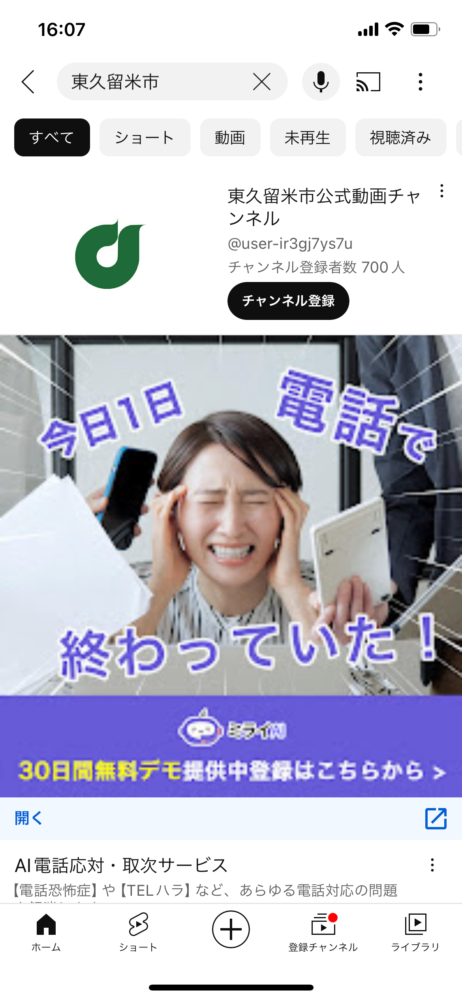 16:07
東久留米市
すべて
ショート
動画
未再生
視聴済み
東久留米市公式動画チャ
ンネル
@user-ir3gj7ys7u
チャンネル登録者数 700 人
チャンネル登録
今日1日
電話で
終わっていた！
ミライAI
30日間無料デモ提供中登録はこちらから >
開く
AI電話応対・取次サービス
【電話恐怖症】や【TELハラ】など、あらゆる電話対応の問題
ホーム
ショート
登録チャンネル
ライブラリ